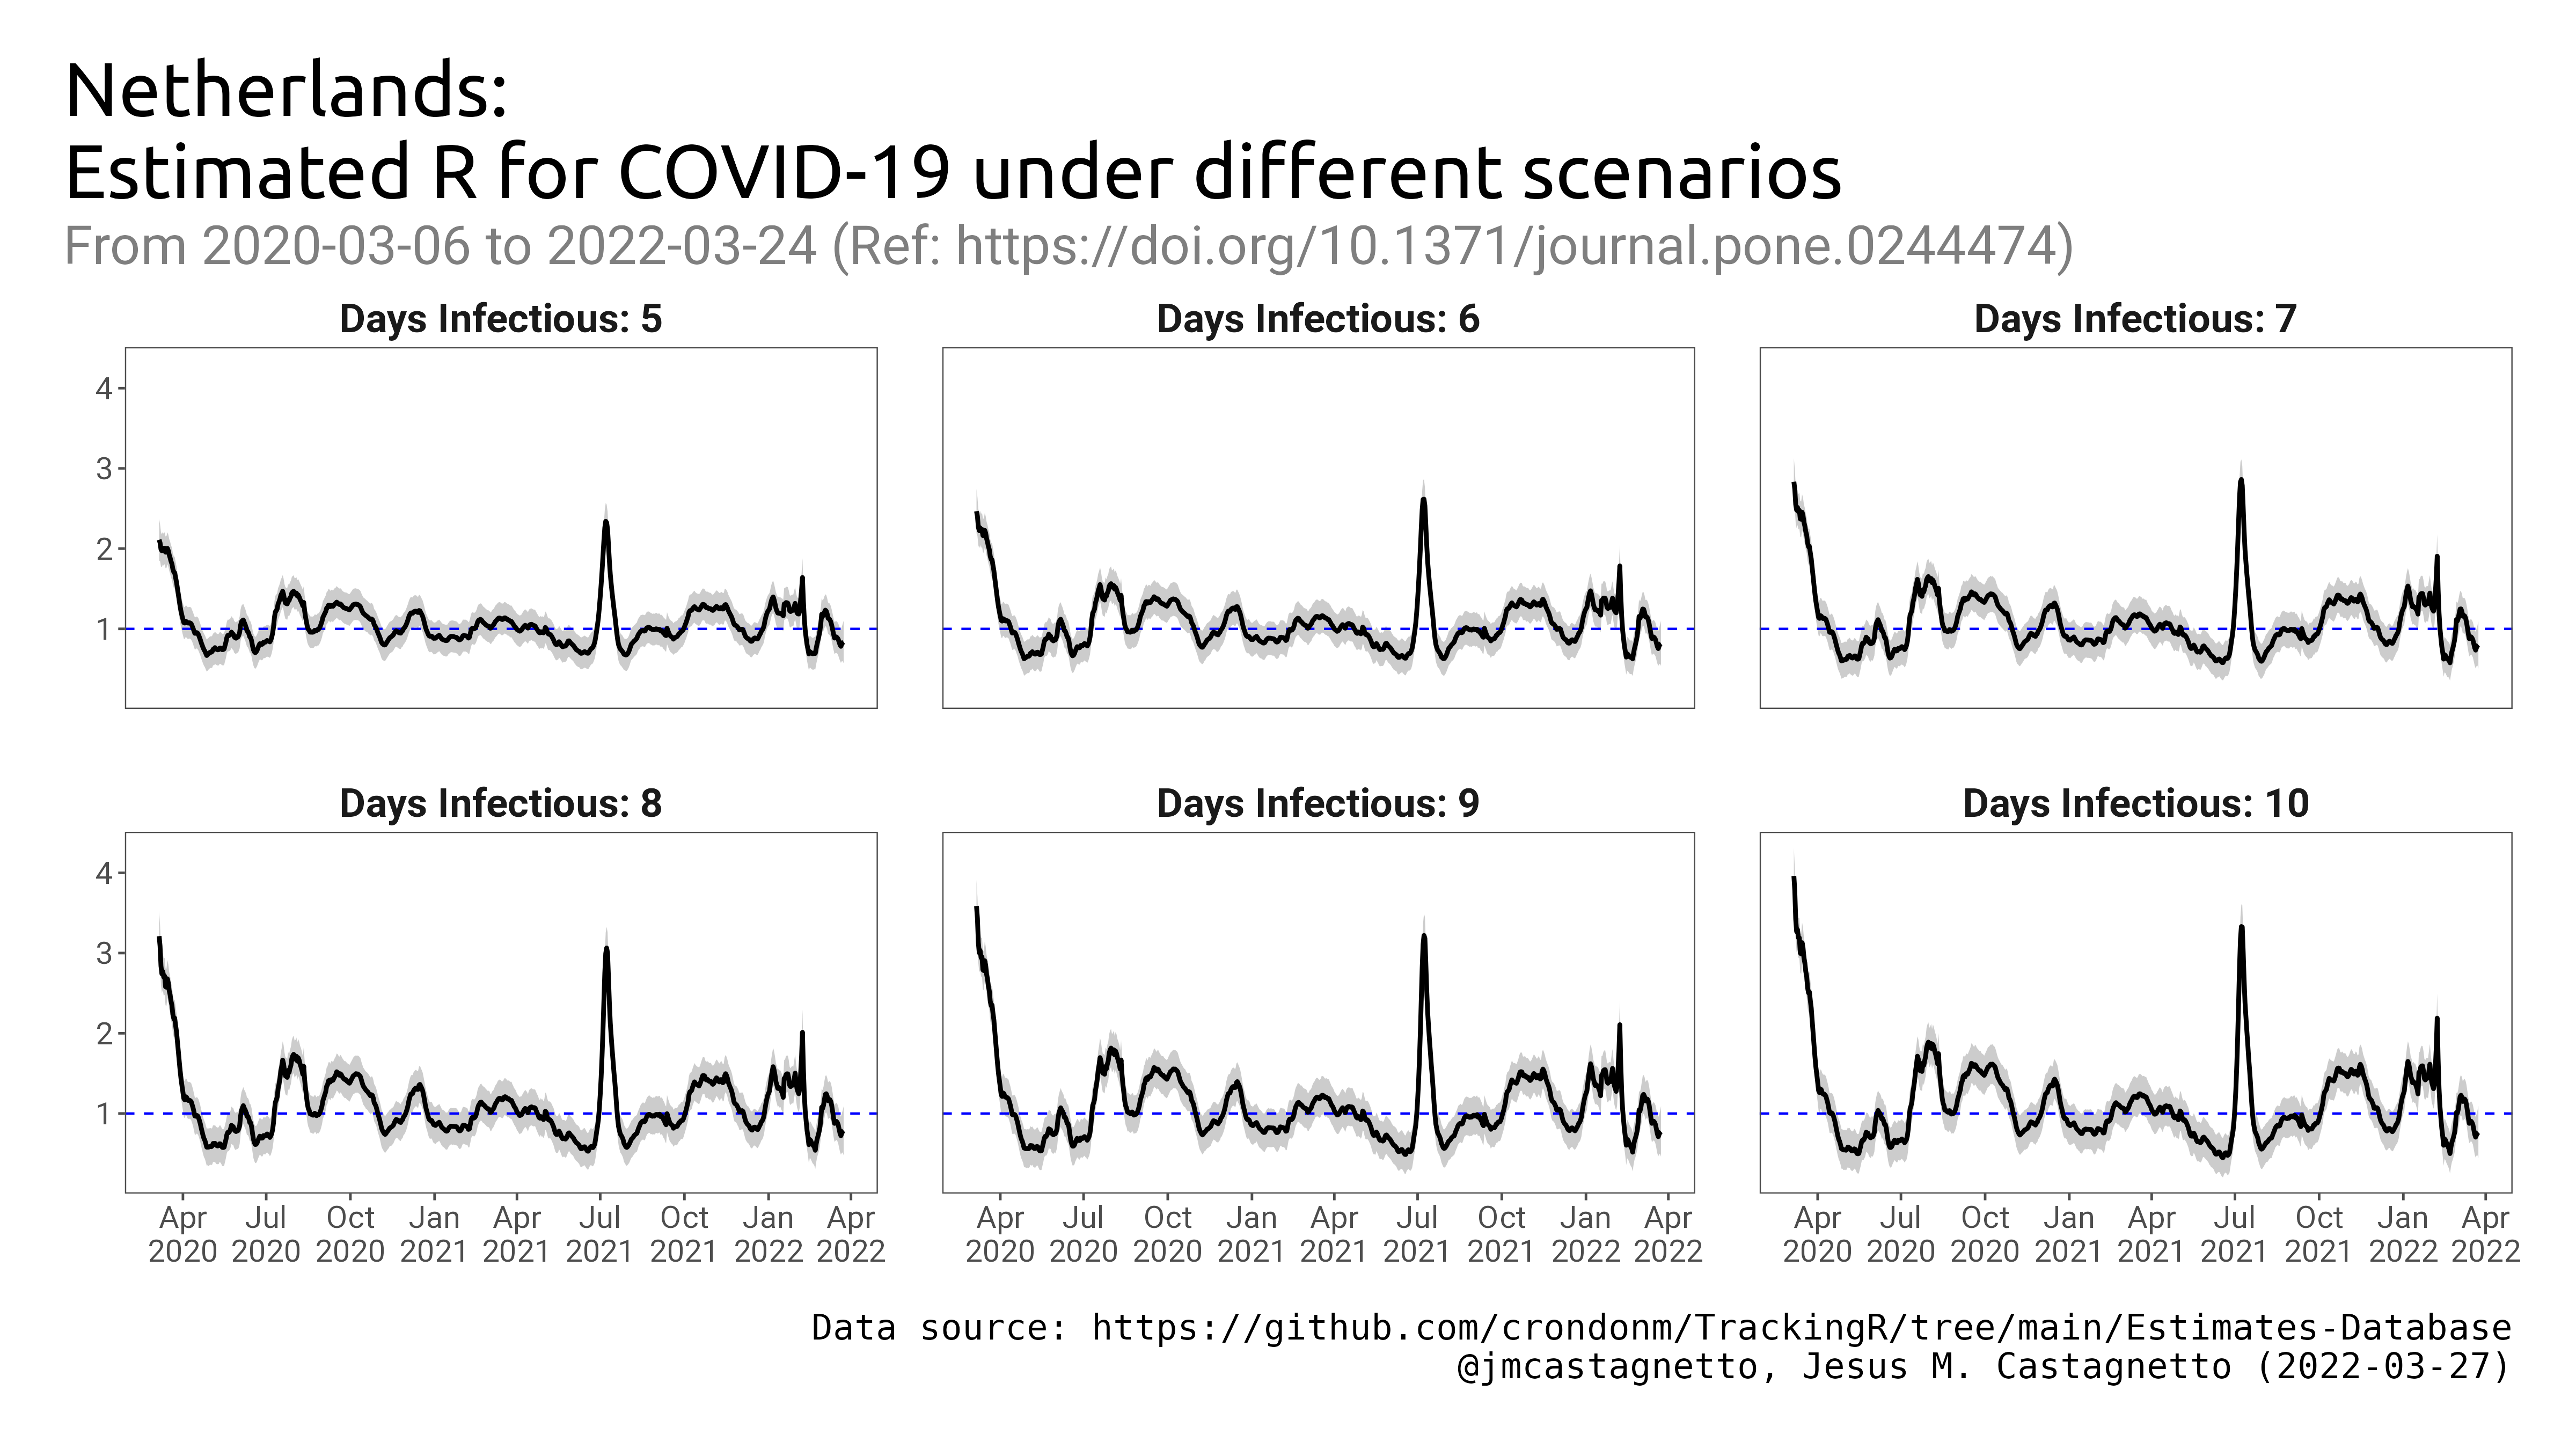 Netherlands:
Estimated R for COVID-19 under different scenarios
From 2020-03-06 to 2022-03-24 (Ref: https://doi.org/10.1371/journal.pone.0244474)
Days Infectious: 5
Days Infectious: 6
Days Infectious: 7
4
3
2
1
Days Infectious: 8
Days Infectious: 9
Days Infectious: 10
4
3
2
1
Apr Jul Oct Jan Apr Jul Oct Jan Apr
2020 2020 2020 2021 2021 2021 2021 2022 2022
Apr Jul Oct Jan Apr Jul Oct Jan Apr
2020 2020 2020 2021 2021 2021 2021 2022 2022
Apr Jul Oct Jan Apr Jul Oct Jan Apr
2020 2020 2020 2021 2021 2021 2021 2022 2022
Data source: https://github.com/crondonm/TrackingR/tree/main/Estimates-Database
@jmcastagnetto, Jesus M. Castagnetto (2022-03-27)